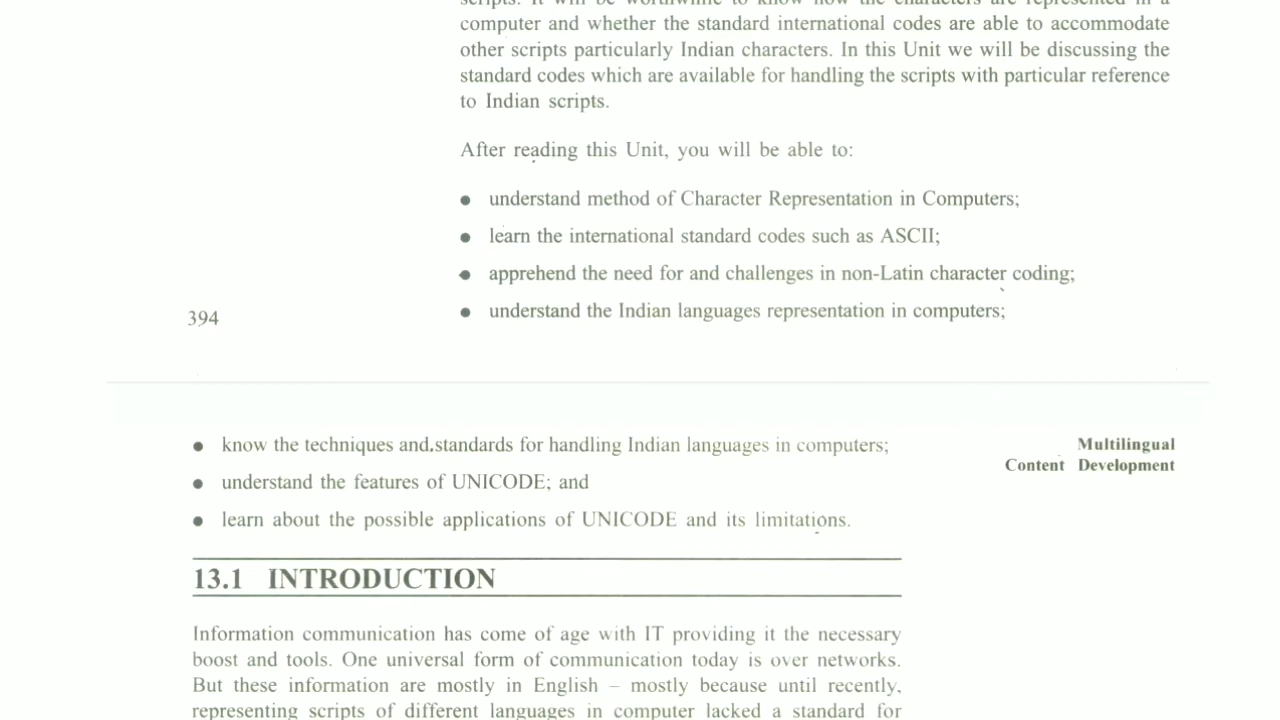 scripts. It will be worthwhile to know how the characters are represented in a
computer and whether the standard international codes are able to accommodate
other scripts particularly Indian characters. In this Unit we will be discussing the
standard codes which are available for handling the scripts with particular reference
to Indian scripts.
After reading this Unit, you will be able to:
● understand method of Character Representation in Computers;
● learn the international standard codes such as ASCII;
● apprehend the need for and challenges in non-Latin character coding;
● understand the Indian languages representation in computers;
394
● know the techniques and.standards for handling Indian languages in computers;
● understand the features of UNICODE; and
● learn about the possible applications of UNICODE and its limitations.
Multilingual
Content Development
13.1 INTRODUCTION
Information communication has come of age with IT providing it the necessary
boost and tools. One universal form of communication today is over networks.
But these information are mostly in English – mostly because until recently,
representing scripts of different languages in computer lacked a standard for